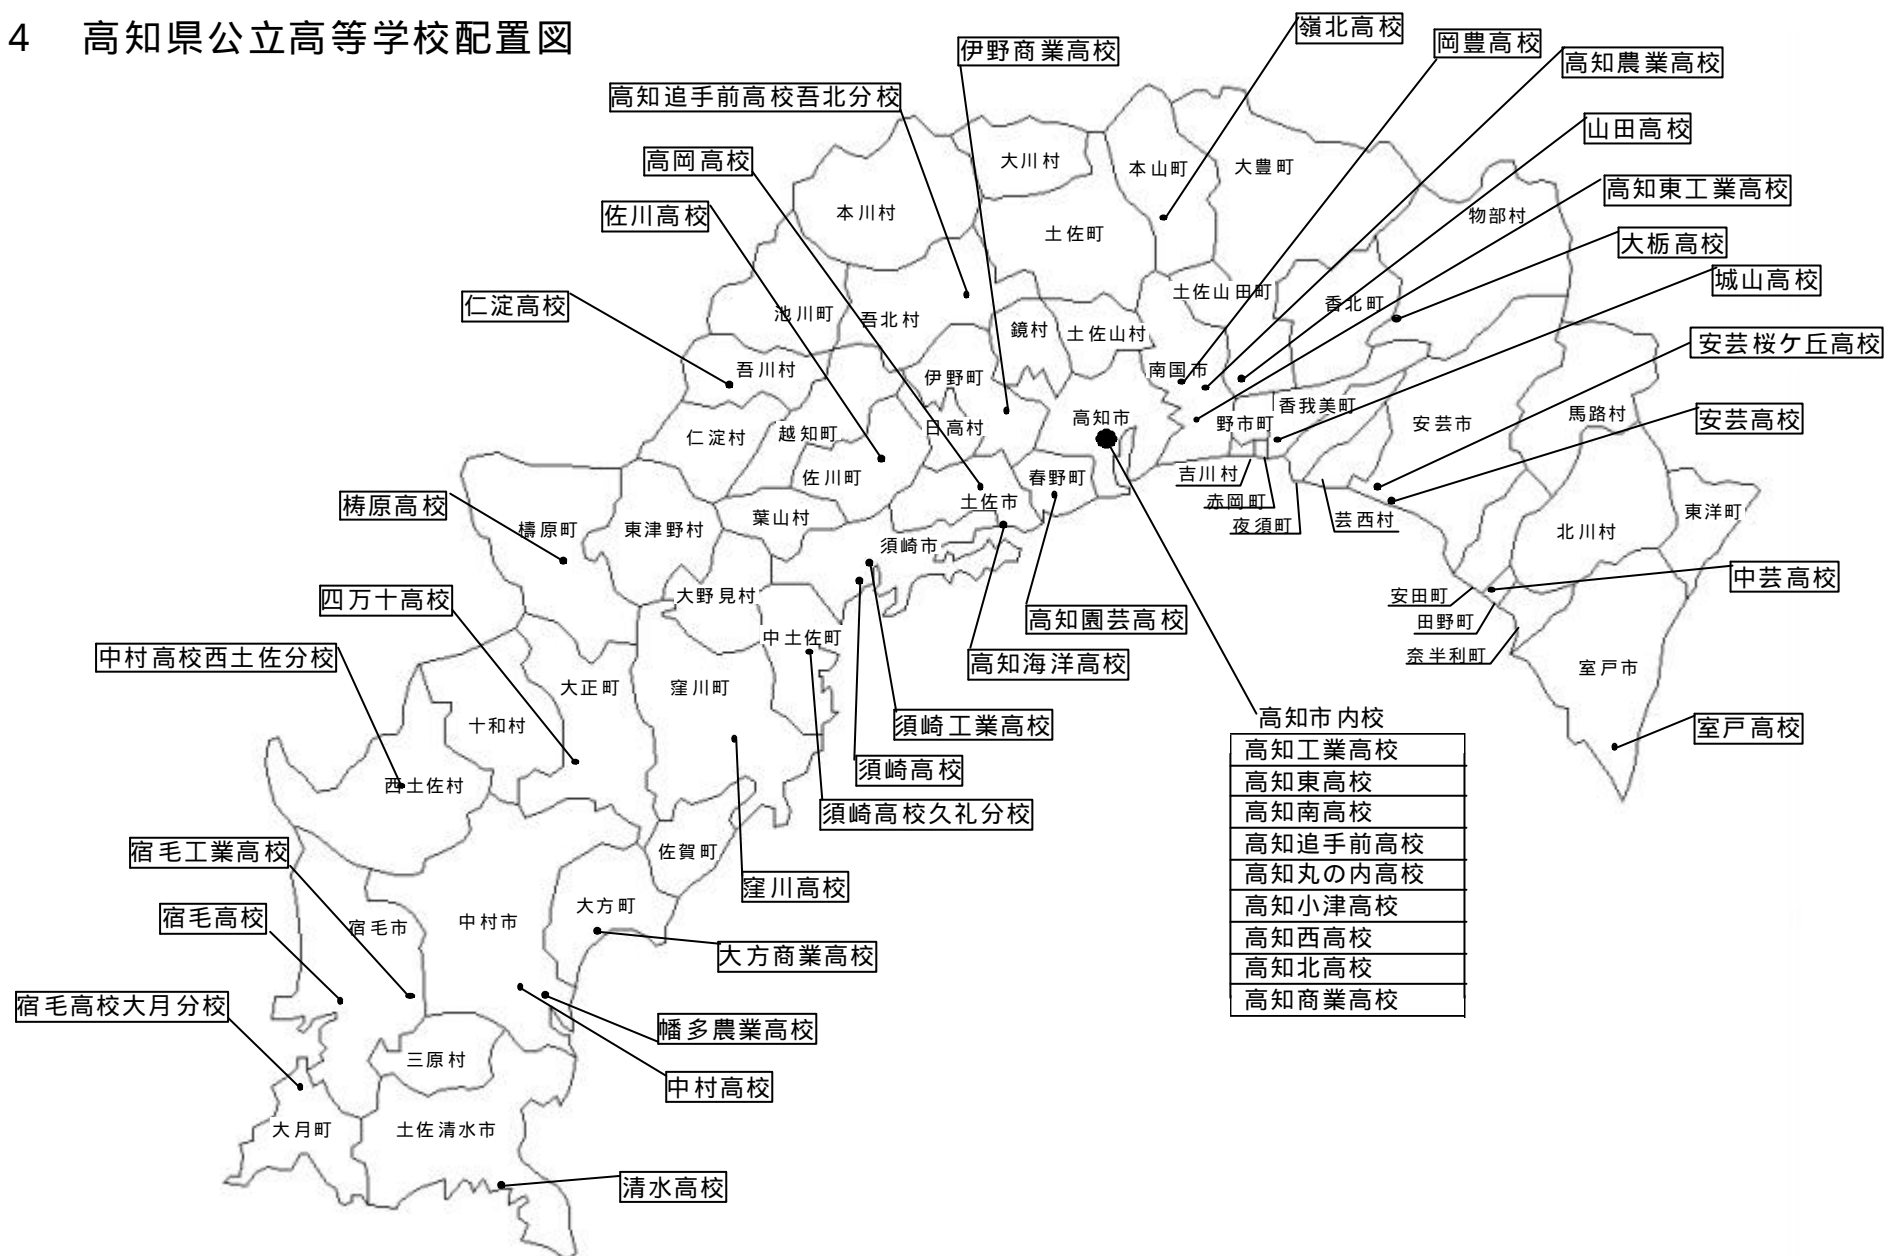 4 高知県公立高等学校配置図
嶺北高校
岡豊高校
伊野商業高校
高知農業高校
高知追手前高校吾北分校
山田高校
高岡高校
大川村
本山町
大豊町
高知東工業高校
佐川高校
本川村
土佐町
物部村
大栃高校
城山高校
仁淀高校
池川町
吾北村
鏡村
土佐山村
土佐山田町
香北町
安芸桜ケ丘高校
吾川村
伊野町
南国市
香我美町
安芸高校
仁淀村
越知町
日高村
高知市
野市町
安芸市
馬路村
佐川町
春野町
吉川村
梼原高校
葉山村
土佐市
赤岡町
夜須町
芸西村
東洋町
檮原町
東津野村
須崎市
北川村
中芸高校
四万十高校
大野見村
高知園芸高校
安田町
田野町
中村高校西土佐分校
中土佐町
高知海洋高校
奈半利町
室戸市
大正町
窪川町
十和村
須崎工業高校
室戸高校
須崎高校
西土佐村
須崎高校久礼分校
高知市内校
高知工業高校
高知東高校
高知南高校
高知追手前高校
高知丸の内高校
高知小津高校
高知西高校
高知北高校
高知商業高校
宿毛工業高校
佐賀町
窪川高校
宿毛高校
宿毛市
中村市
大方町
大方商業高校
宿毛高校大月分校
幡多農業高校
三原村
中村高校
大月町
土佐清水市
清水高校